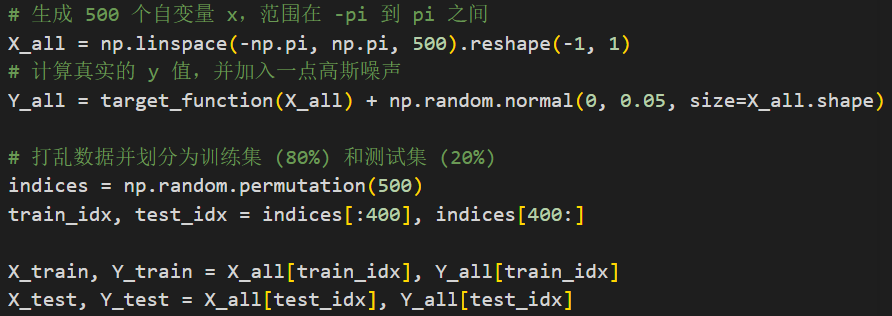 # 生成 500 个自变量 x，范围在 -pi 到 pi 之间
X_all = np.linspace(-np.pi, np.pi, 500).reshape(-1, 1)
# 计算真实的 y 值，并加入一点高斯噪声
Y_all = target_function(X_all) + np.random.normal(0, 0.05, size=X_all.shape)
# 打乱数据并划分为训练集 (80%) 和测试集 (20%)
indices = np.random.permutation(500)
train_idx, test_idx = indices[:400], indices[400:]
X_train, Y_train = X_all[train_idx], Y_all[train_idx]
X_test, Y_test = X_all[test_idx], Y_all[test_idx]